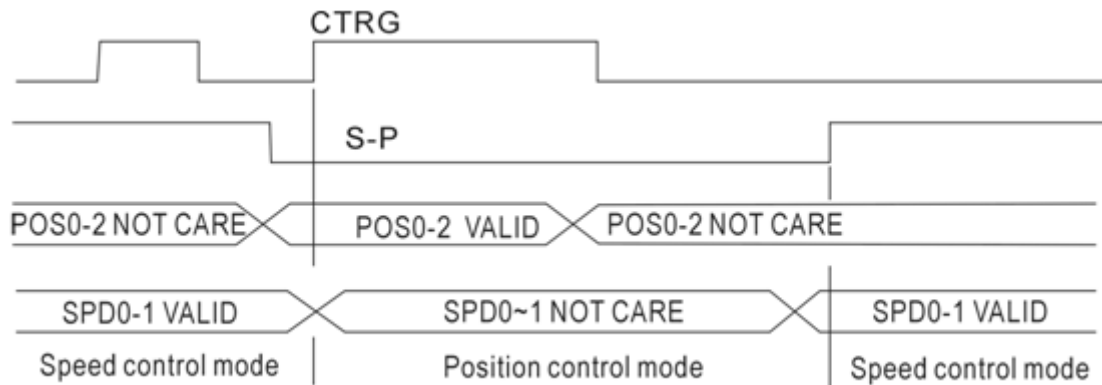 CTRG
S-P
POS0-2 NOT CARE POS0-2 VALID POS0-2 NOT CARE
SPD0-1 VALID SPD0~1 NOT CARE SPD0-1 VALID
Speed control mode Position control mode Speed control mode